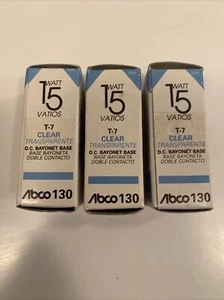 WATT
15
VATIOS
T-7
CLEAR
TRANSPARENTE
D.C. BAYONET BASE
BASE BAYONETA
DOBLE CONTACTO
Abco 130
WATT
15
VATIOS
T-7
CLEAR
TRANSPARENTE
D.C. BAYONET BASE
BASE BAYONETA
DOBLE CONTACTO
Abco 130
WATT
15
VATIOS
T-7
CLEAR
TRANSPARENTE
D.C. BAYONET BASE
BASE BAYONETA
DOBLE CONTACTO
Abco 130